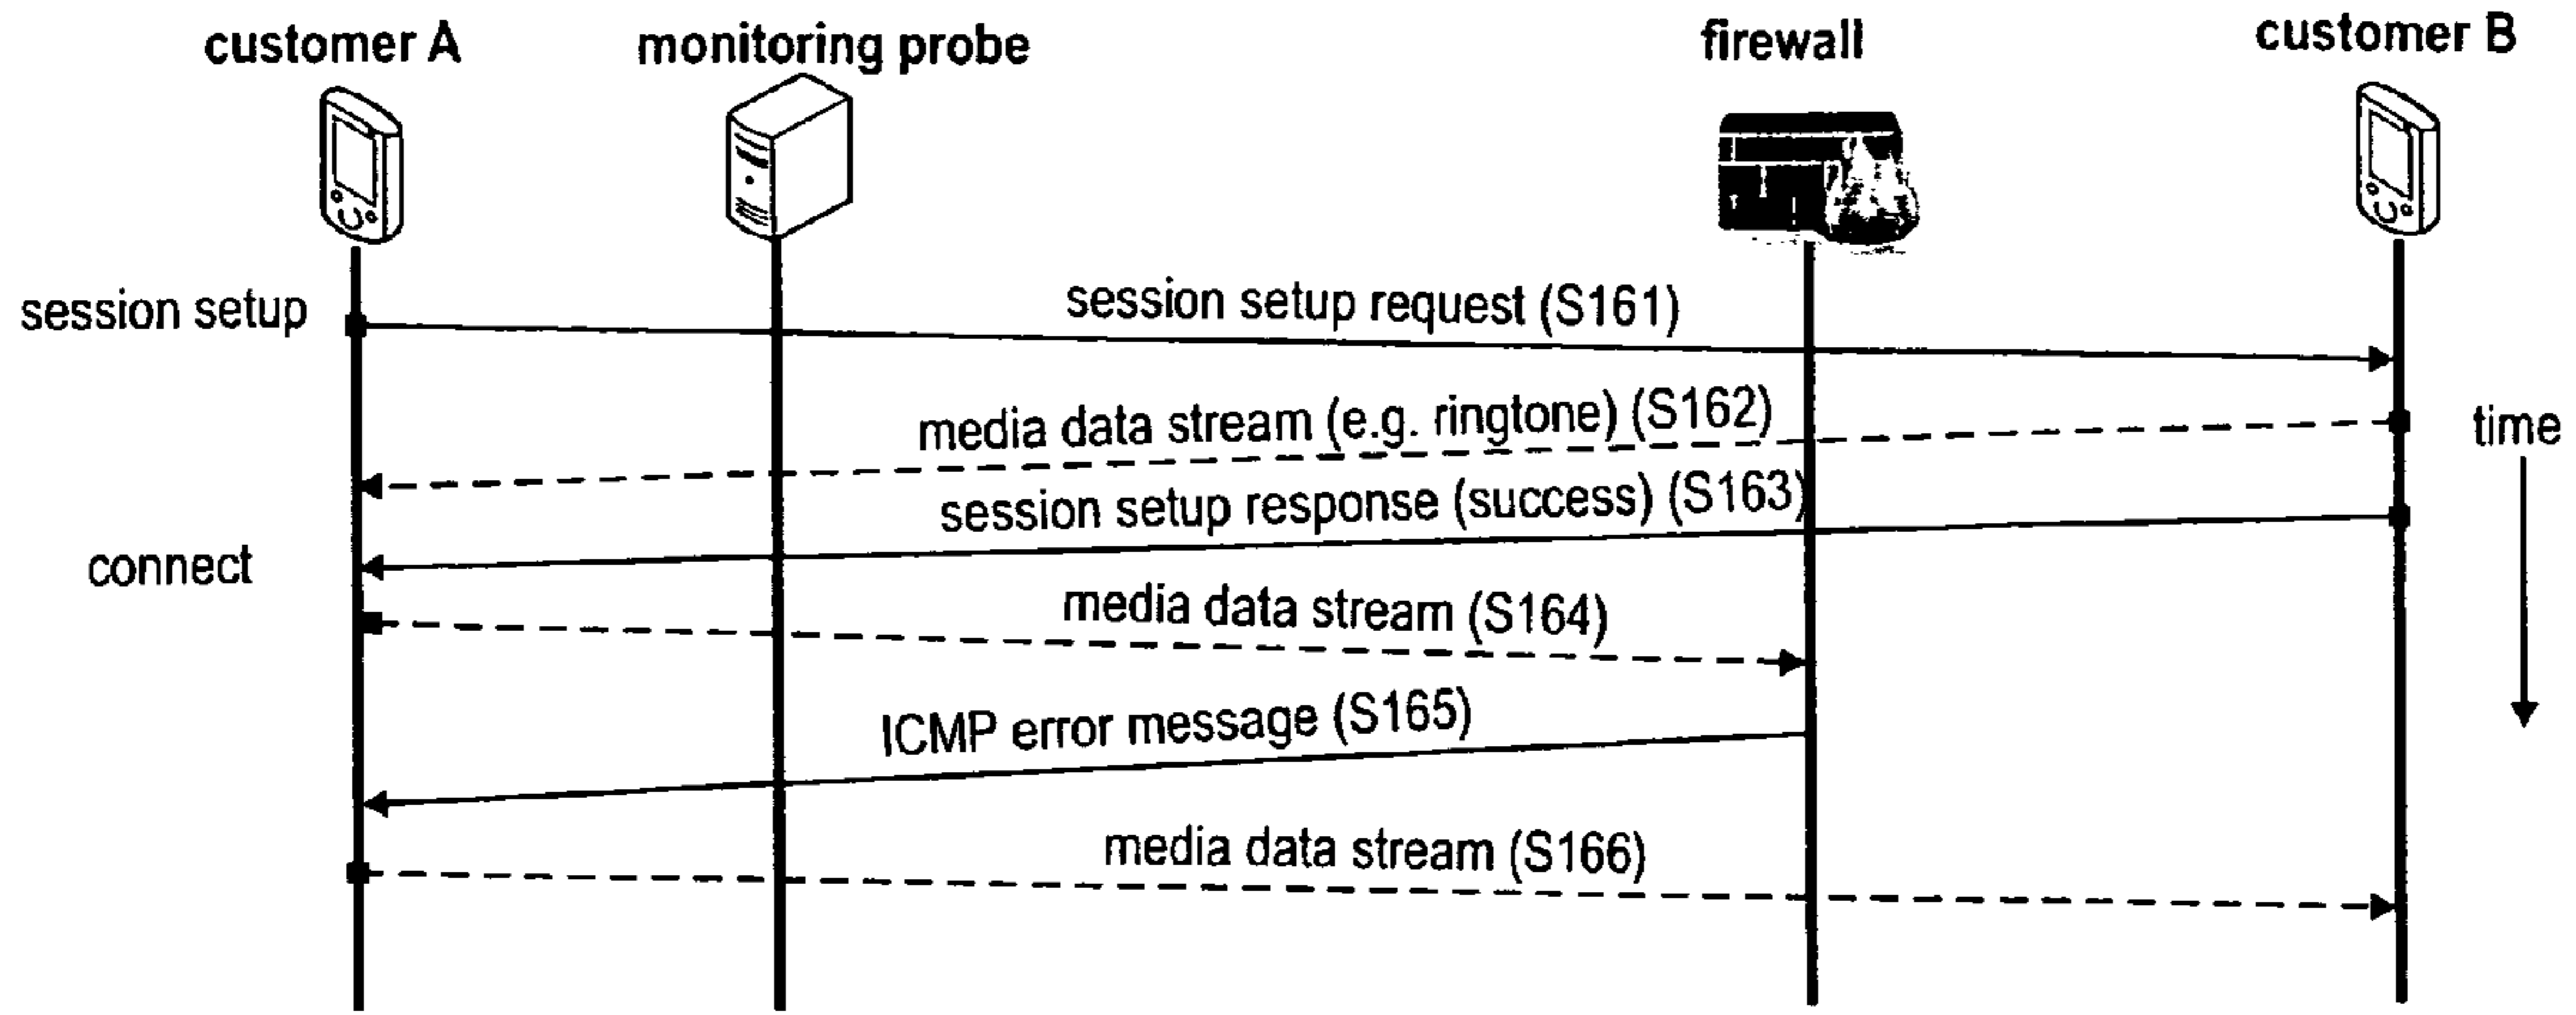 customer A
monitoring probe
firewall
customer B
session setup
session setup request (S161)
media data stream (e.g. ringtone) (S162)
time
session setup response (success) (S163)
connect
media data stream (S164)
ICMP error message (S165)
media data stream (S166)